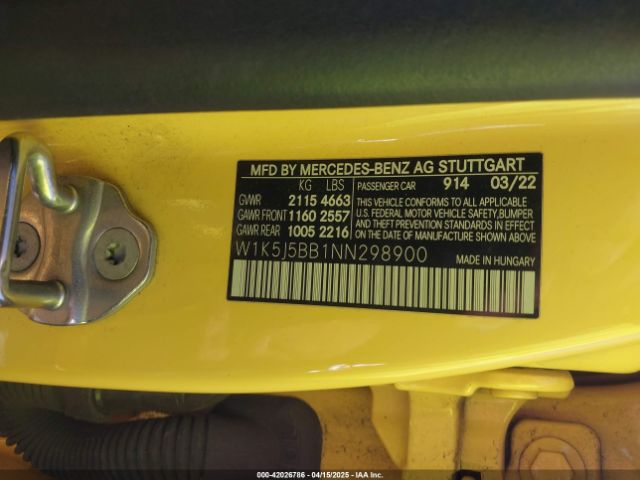 MFD BY MERCEDES-BENZ AG STUTTGART
KG LBS PASSENGER CAR 914 03/22
GVWR 2115 4663
GAWR FRONT 1160 2557
GAWR REAR 1005 2216
THIS VEHICLE CONFORMS TO ALL APPLICABLE
U.S. FEDERAL MOTOR VEHICLE SAFETY, BUMPER
AND THEFT PREVENTION STANDARDS IN EFFECT
ON THE DATE OF MANUFACTURE SHOWN ABOVE.
W1K5J5BB1NN298900
MADE IN HUNGARY
000-42026786 - 04/15/2025 - IAA Inc.